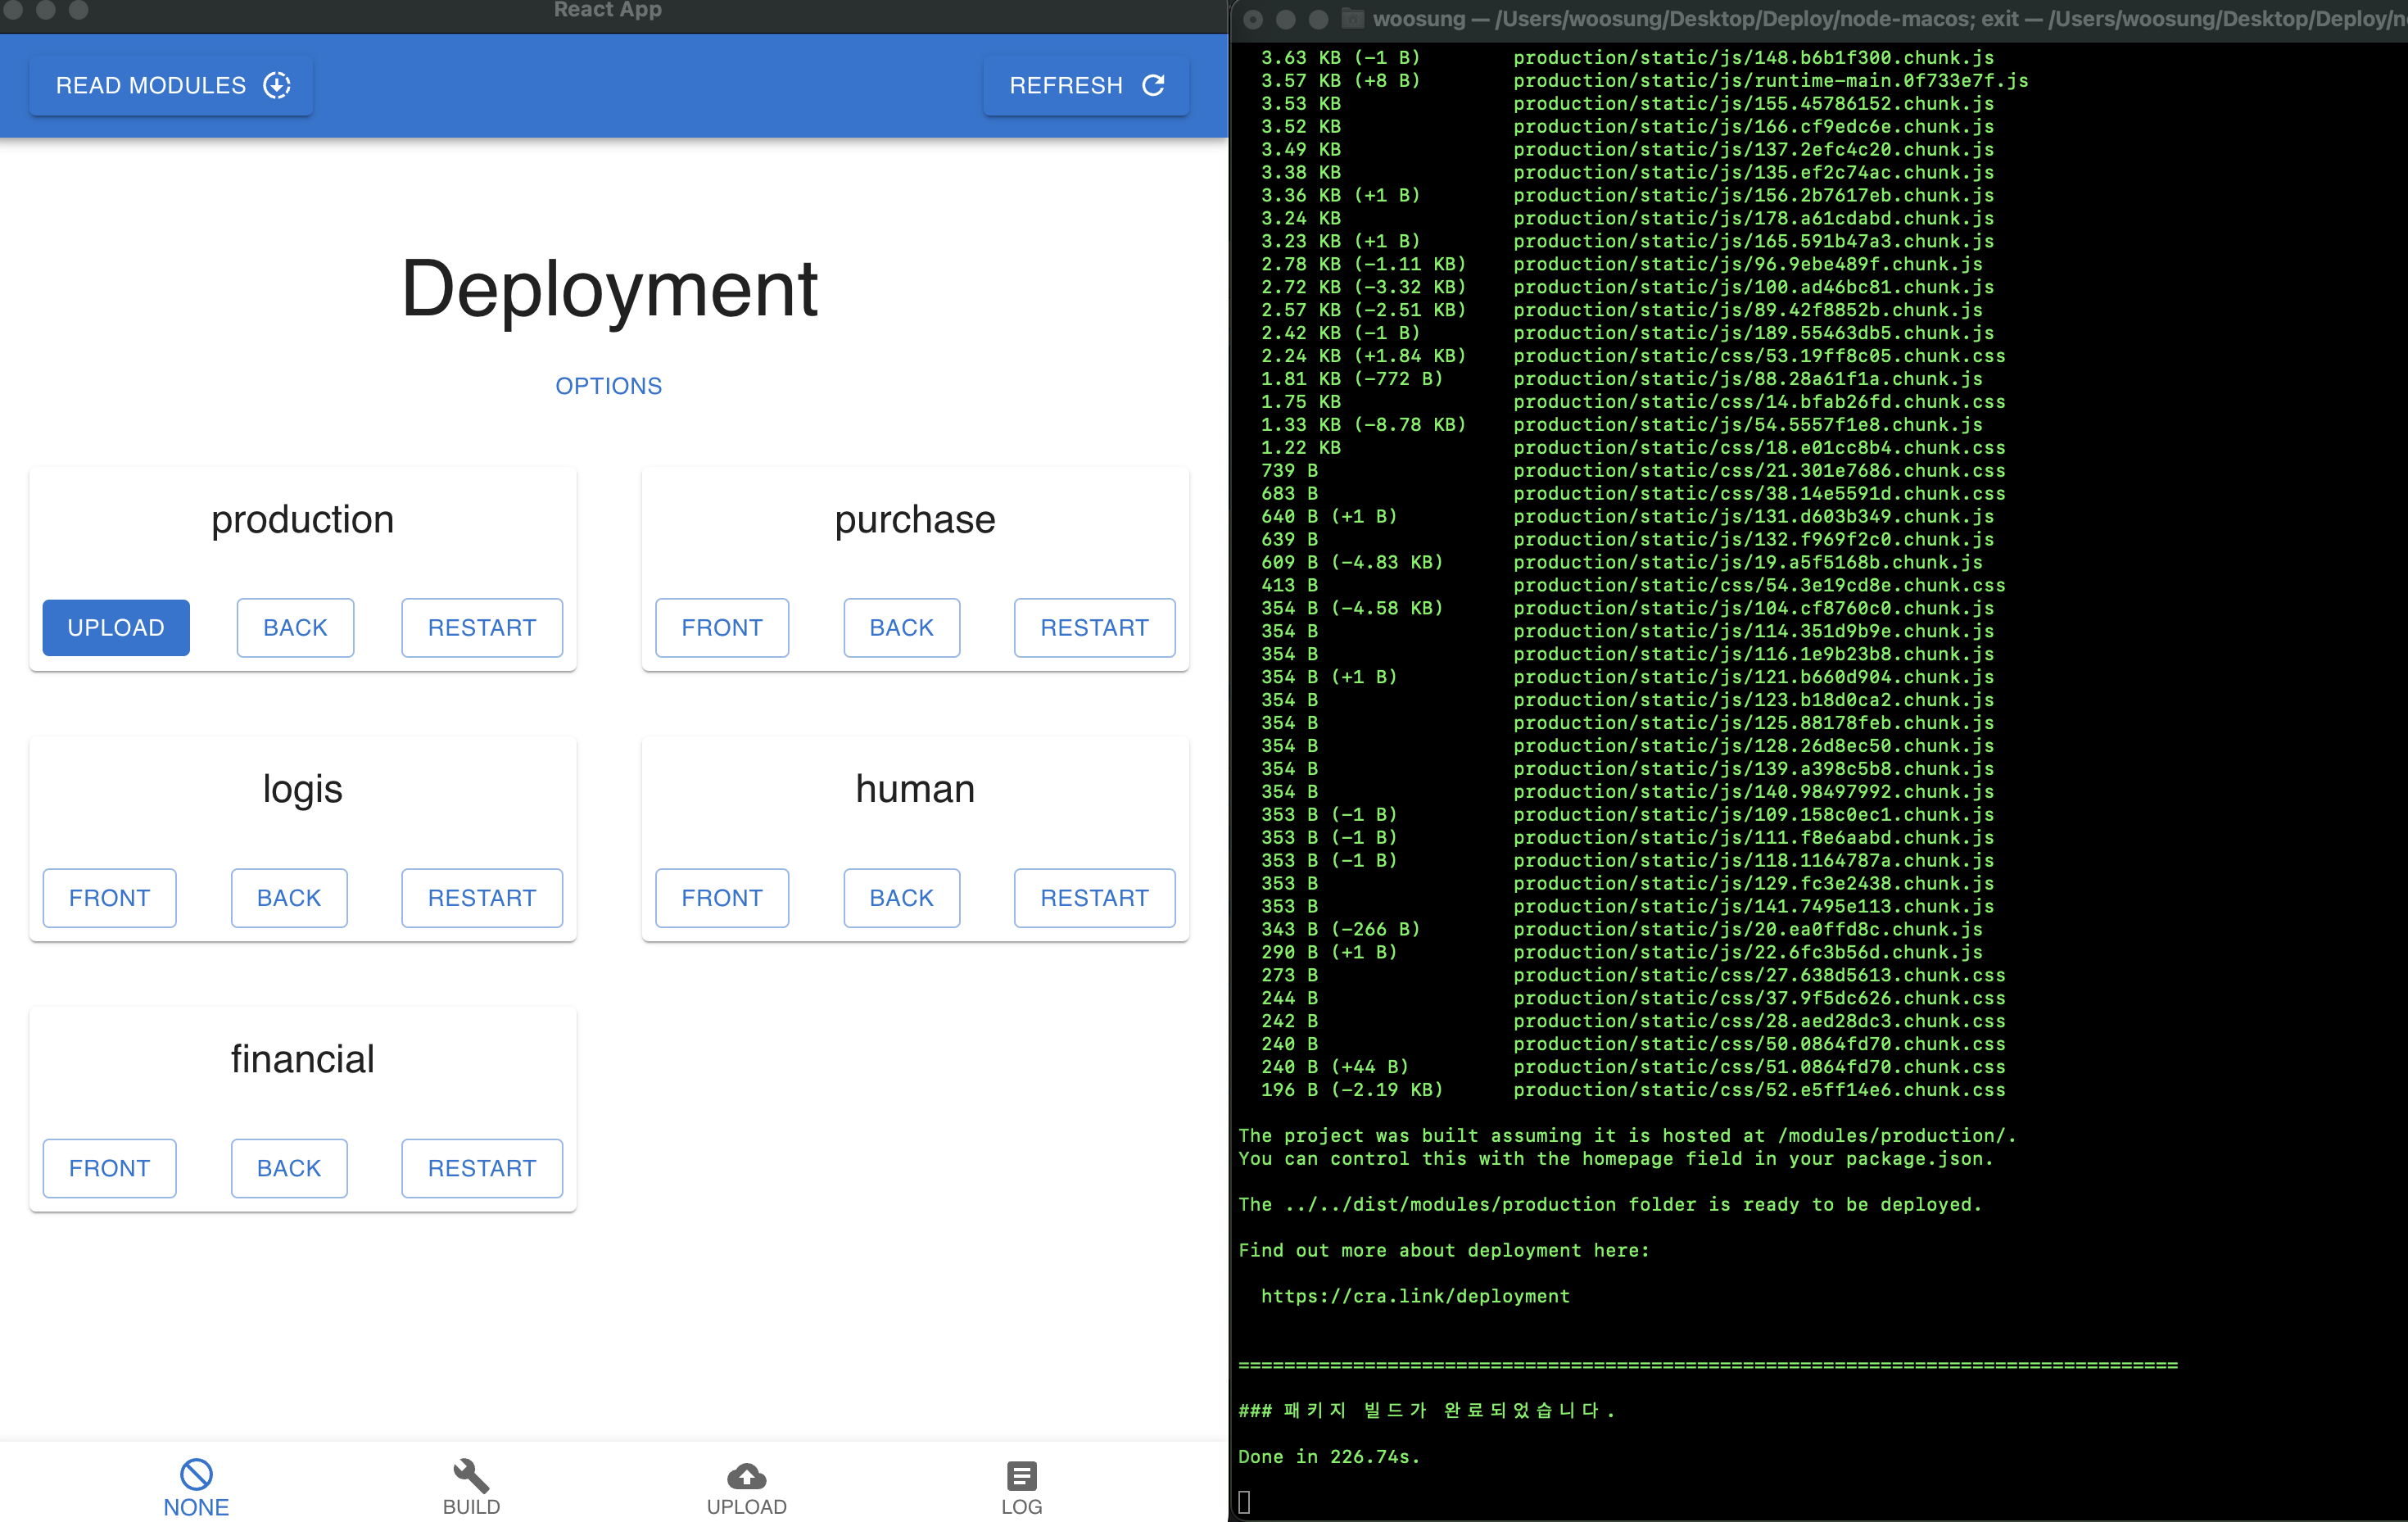 React App
READ MODULES
REFRESH
Deployment
OPTIONS
production
UPLOAD BACK RESTART
purchase
FRONT BACK RESTART
logis
FRONT BACK RESTART
human
FRONT BACK RESTART
financial
FRONT BACK RESTART
NONE BUILD UPLOAD LOG
woosung — /Users/woosung/Desktop/Deploy/node-macos; exit — /Users/woosung/Desktop/Deploy/n
3.63 KB (-1 B) production/static/js/148.b6b1f300.chunk.js
3.57 KB (+8 B) production/static/js/runtime-main.0f733e7f.js
3.53 KB production/static/js/155.45786152.chunk.js
3.52 KB production/static/js/166.cf9edc6e.chunk.js
3.49 KB production/static/js/137.2efc4c20.chunk.js
3.38 KB production/static/js/135.ef2c74ac.chunk.js
3.36 KB (+1 B) production/static/js/156.2b7617eb.chunk.js
3.24 KB production/static/js/178.a61cdabd.chunk.js
3.23 KB (+1 B) production/static/js/165.591b47a3.chunk.js
2.78 KB (-1.11 KB) production/static/js/96.9ebe489f.chunk.js
2.72 KB (-3.32 KB) production/static/js/100.ad46bc81.chunk.js
2.57 KB (-2.51 KB) production/static/js/89.42f8852b.chunk.js
2.42 KB (-1 B) production/static/js/189.55463db5.chunk.js
2.24 KB (+1.84 KB) production/static/css/53.19ff8c05.chunk.css
1.81 KB (-772 B) production/static/js/88.28a61f1a.chunk.js
1.75 KB production/static/css/14.bfab26fd.chunk.css
1.33 KB (-8.78 KB) production/static/js/54.5557f1e8.chunk.js
1.22 KB production/static/css/18.e01cc8b4.chunk.css
739 B production/static/css/21.301e7686.chunk.css
683 B production/static/css/38.14e5591d.chunk.css
640 B (+1 B) production/static/js/131.d603b349.chunk.js
639 B production/static/js/132.f969f2c0.chunk.js
609 B (-4.83 KB) production/static/js/19.a5f5168b.chunk.js
413 B production/static/css/54.3e19cd8e.chunk.css
354 B (-4.58 KB) production/static/js/104.cf8760c0.chunk.js
354 B production/static/js/114.351d9b9e.chunk.js
354 B production/static/js/116.1e9b23b8.chunk.js
354 B (+1 B) production/static/js/121.b660d904.chunk.js
354 B production/static/js/123.b18d0ca2.chunk.js
354 B production/static/js/125.88178feb.chunk.js
354 B production/static/js/128.26d8ec50.chunk.js
354 B production/static/js/139.a398c5b8.chunk.js
354 B production/static/js/140.98497992.chunk.js
353 B (-1 B) production/static/js/109.158c0ec1.chunk.js
353 B (-1 B) production/static/js/111.f8e6aabd.chunk.js
353 B (-1 B) production/static/js/118.1164787a.chunk.js
353 B production/static/js/129.fc3e2438.chunk.js
353 B production/static/js/141.7495e113.chunk.js
343 B (-266 B) production/static/js/20.ea0ffd8c.chunk.js
290 B (+1 B) production/static/js/22.6fc3b56d.chunk.js
273 B production/static/css/27.638d5613.chunk.css
244 B production/static/css/37.9f5dc626.chunk.css
242 B production/static/css/28.aed28dc3.chunk.css
240 B production/static/css/50.0864fd70.chunk.css
240 B (+44 B) production/static/css/51.0864fd70.chunk.css
196 B (-2.19 KB) production/static/css/52.e5ff14e6.chunk.css
The project was built assuming it is hosted at /modules/production/.
You can control this with the homepage field in your package.json.
The ../../dist/modules/production folder is ready to be deployed.
Find out more about deployment here:
https://cra.link/deployment
==================================================================================
### 패키지 빌드가 완료되었습니다.
Done in 226.74s.